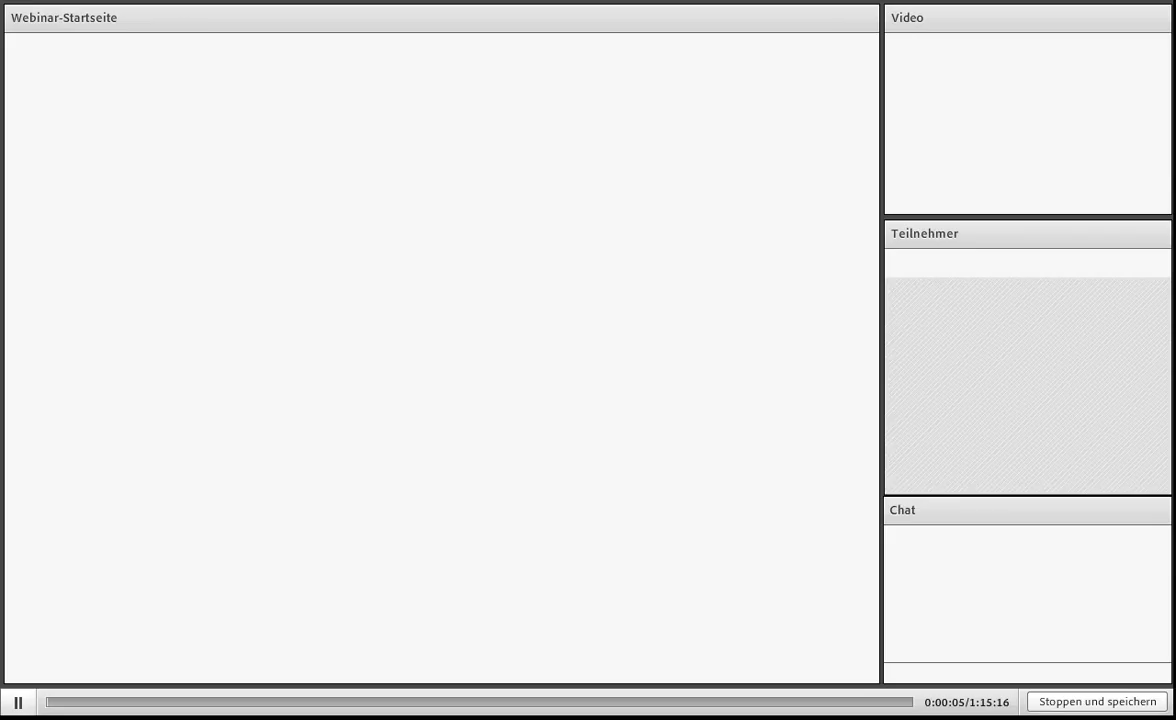 Webinar-Startseite
Video
Teilnehmer
Chat
0:00:05/1:15:16
Stoppen und speichern